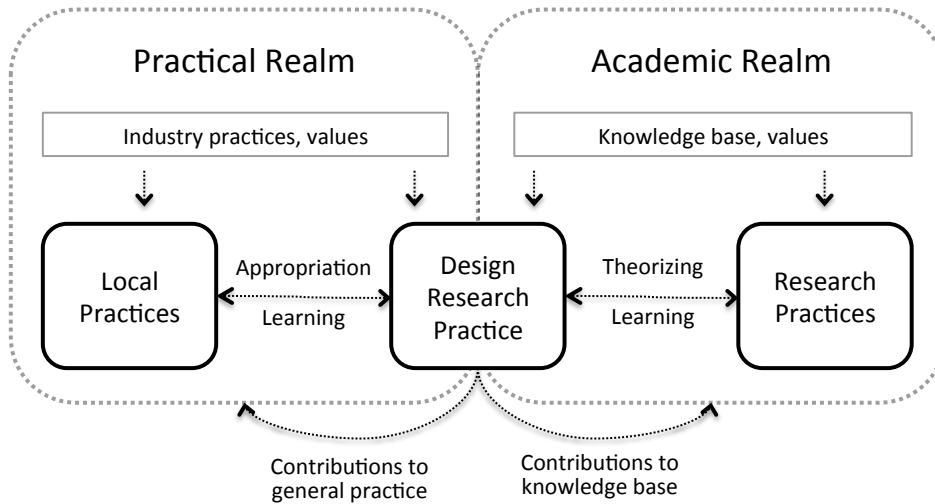 Practical Realm
Academic Realm
Industry practices, values
Knowledge base, values
Local
Practices
Appropriation
Learning
Design
Research
Practice
Theorizing
Learning
Research
Practices
Contributions to
general practice
Contributions to
knowledge base